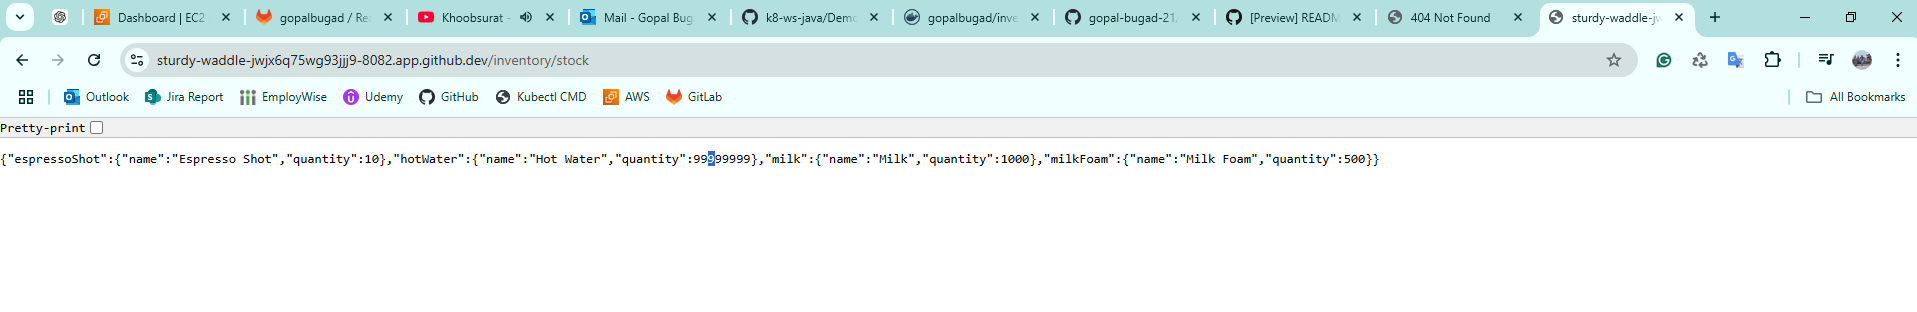 Dashboard | EC2
gopalbugad / Re
Khoobsurat -
Mail - Gopal Bug
k8-ws-java/Demo
gopalbugad/inve
gopal-bugad-21/
[Preview] READM
404 Not Found
sturdy-waddle-jw
sturdy-waddle-jwjx6q75wg93jjj9-8082.app.github.dev/inventory/stock
Outlook
Jira Report
EmployWise
Udemy
GitHub
Kubectl CMD
AWS
GitLab
All Bookmarks
Pretty-print
{"espressoShot":{"name":"Espresso Shot","quantity":10},"hotWater":{"name":"Hot Water","quantity":99999999},"milk":{"name":"Milk","quantity":1000},"milkFoam":{"name":"Milk Foam","quantity":500}}